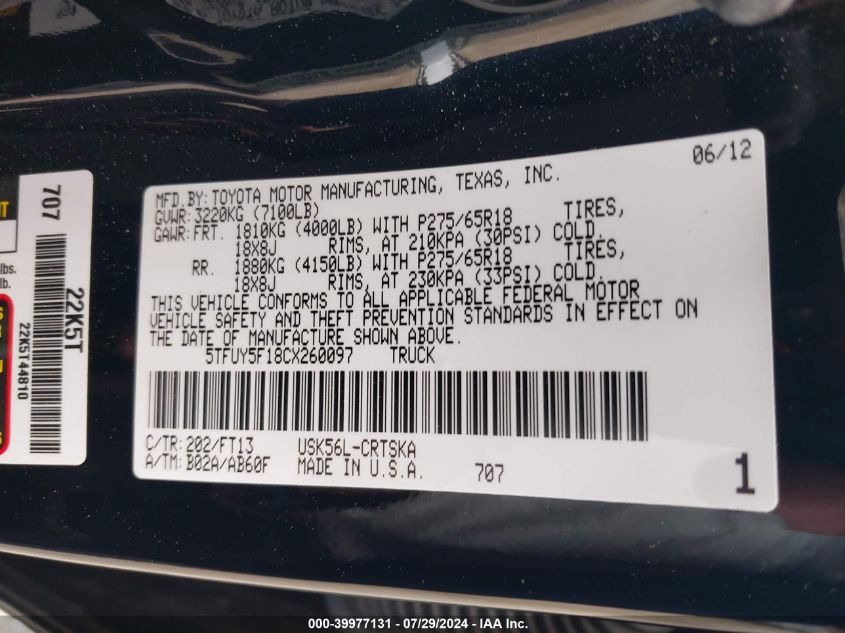 06/12
MFD.BY:TOYOTA MOTOR MANUFACTURING, TEXAS, INC.
GVWR: 3220KG (7100LB)
GAWR:FRT. 1810KG (4000LB) WITH P275/65R18 TIRES,
18X8J RIMS, AT 210KPA (30PSI) COLD.
RR. 1880KG (4150LB) WITH P275/65R18 TIRES,
18X8J RIMS, AT 230KPA (33PSI) COLD.
THIS VEHICLE CONFORMS TO ALL APPLICABLE FEDERAL MOTOR
VEHICLE SAFETY AND THEFT PREVENTION STANDARDS IN EFFECT ON
THE DATE OF MANUFACTURE SHOWN ABOVE.
5TFUY5F18CX260097 TRUCK
C/TR: 202/FT13 USK56L-CRTSKA
A/TM: B02A/AB60F MADE IN U.S.A. 707
1
707
22K5T
22K5T44810
lbs.
lb.
000-39977131 - 07/29/2024 - IAA Inc.